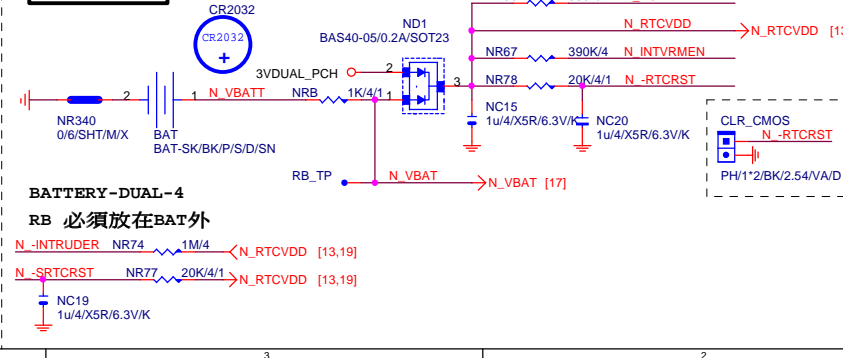 CR2032
CR2032
+
ND1
BAS40-05/0.2A/SOT23
N_RTCVDD
N_RTCVDD [13
3VDUAL_PCH
2
3
1
NR67 390K/4 N_INTVRMEN
NR78 20K/4/1 N_-RTCRST
2
1
N_VBATT
NRB 1K/4/1
NR340
0/6/SHT/M/X
BAT
BAT-SK/BK/P/S/D/SN
NC15
1u/4/X5R/6.3V/K
NC20
1u/4/X5R/6.3V/K
CLR_CMOS
N_-RTCRST
PH/1*2/BK/2.54/VA/D
RB_TP
N_VBAT
N_VBAT [17]
BATTERY-DUAL-4
RB 必須放在BAT外
N_-INTRUDER NR74 1M/4 N_RTCVDD [13,19]
N_-SRTCRST NR77 20K/4/1 N_RTCVDD [13,19]
NC19
1u/4/X5R/6.3V/K
3
2